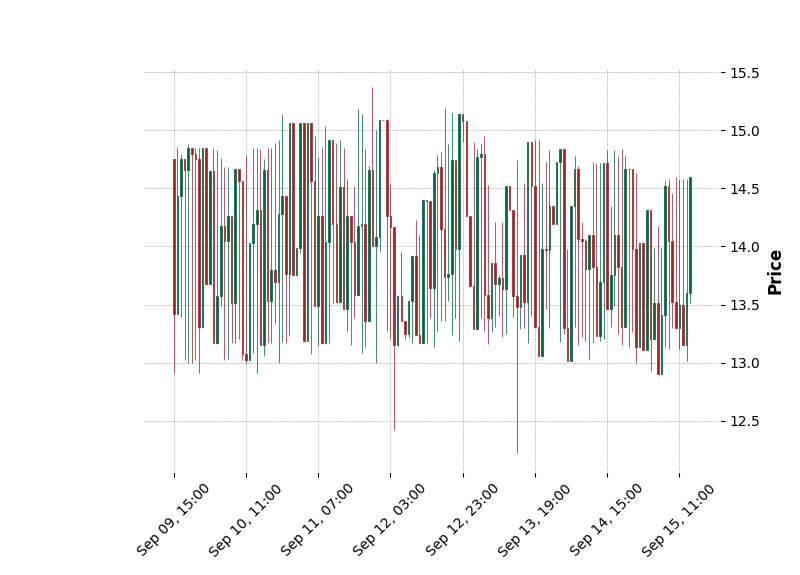 15.5
15.0
14.5
14.0
13.5
13.0
12.5
Price
Sep 09, 15:00
Sep 10, 11:00
Sep 11, 07:00
Sep 12, 03:00
Sep 12, 23:00
Sep 13, 19:00
Sep 14, 15:00
Sep 15, 11:00